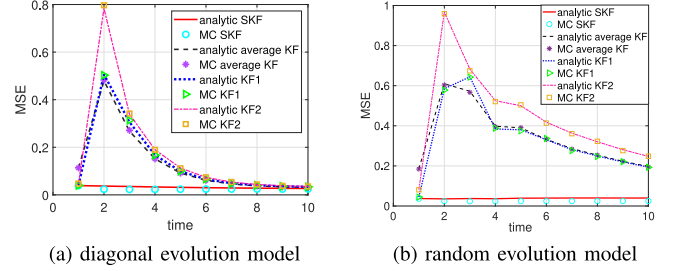 0.8
0.6
0.4
0.2
0
MSE
0 2 4 6 8 10
time
analytic SKF
MC SKF
analytic average KF
MC average KF
analytic KF1
MC KF1
analytic KF2
MC KF2
(a) diagonal evolution model
1
0.8
0.6
0.4
0.2
0
MSE
0 2 4 6 8 10
time
analytic SKF
MC SKF
analytic average KF
MC average KF
analytic KF1
MC KF1
analytic KF2
MC KF2
(b) random evolution model